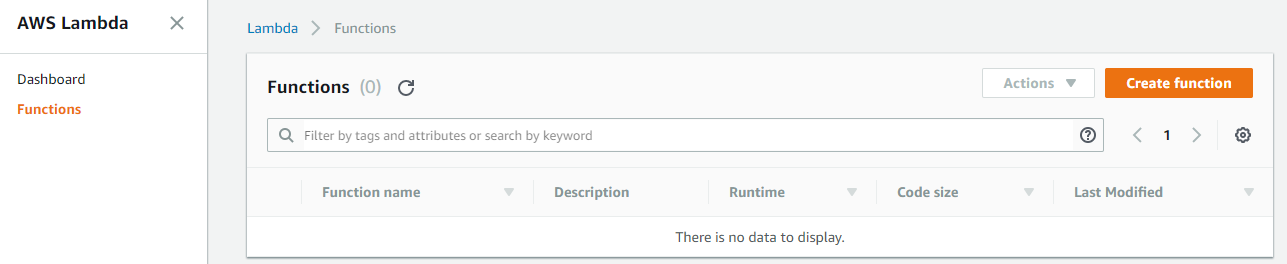 AWS Lambda
Dashboard
Functions
Lambda Functions
Functions (0)
Actions Create function
Filter by tags and attributes or search by keyword
1
Function name Description Runtime Code size Last Modified
There is no data to display.